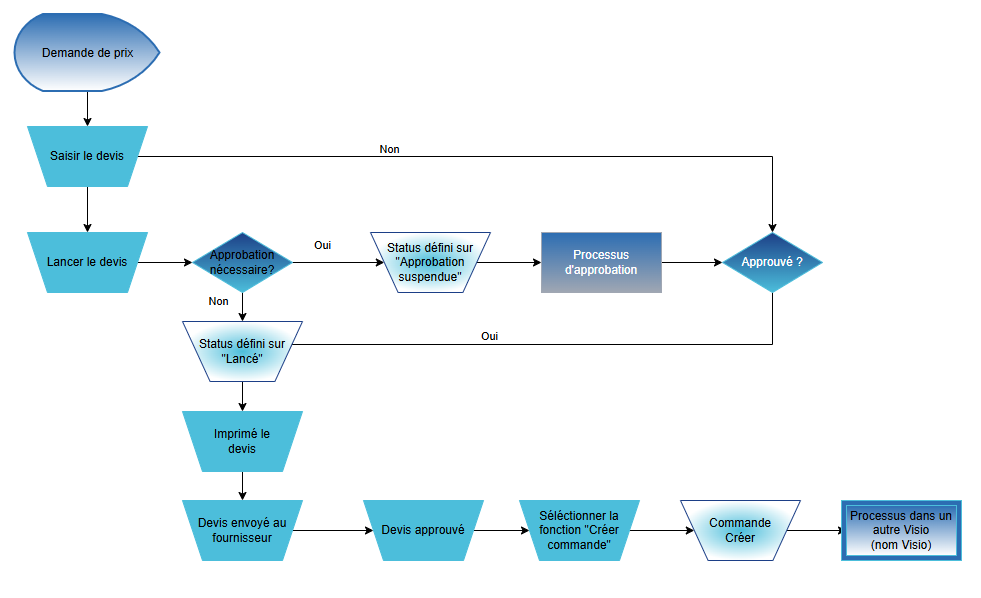 Demande de prix
Saisir le devis
Non
Lancer le devis
Approbation
nécessaire?
Oui
Status défini sur
"Approbation
suspendue"
Processus
d'approbation
Approuvé ?
Non
Status défini sur
"Lancé"
Oui
Imprimé le
devis
Devis envoyé au
fournisseur
Devis approuvé
Séléctionner la
fonction "Créer
commande"
Commande
Créer
Processus dans un
autre Visio
(nom Visio)